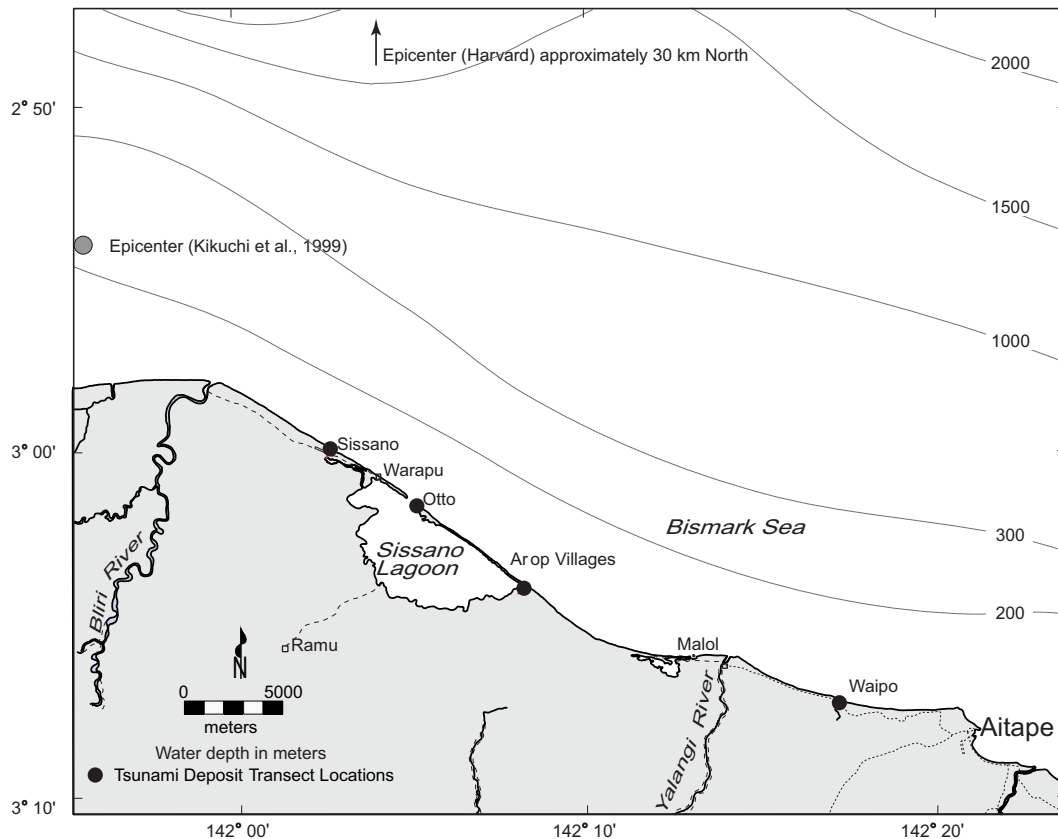 Epicenter (Harvard) approximately 30 km North
2000
2° 50'
1500
Epicenter (Kikuchi et al., 1999)
1000
Sissano
3° 00'
Warapu
Otto
Bismark Sea
300
Sissano
Lagoon
Arop Villages
Bliri River
200
Ramu
N
Malol
0 5000
meters
Waipo
Yalangi River
Aitape
Water depth in meters
Tsunami Deposit Transect Locations
3° 10'
142° 00' 142° 10' 142° 20'